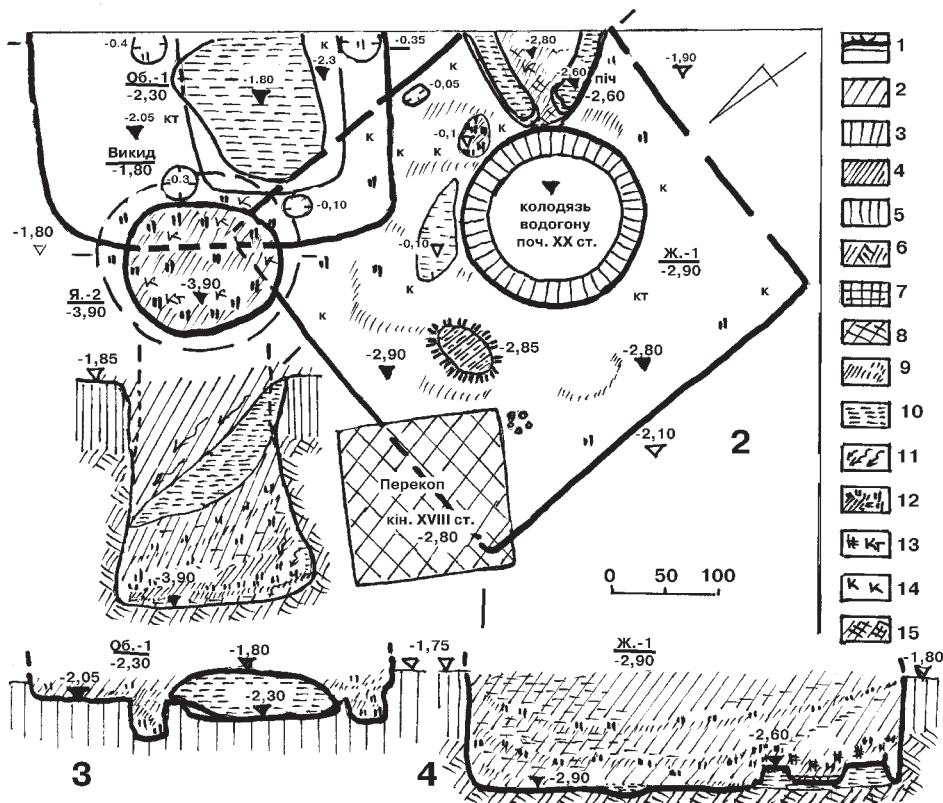 -0.4
-0.35
к
-2.3
Об.-1
-2,30
-1.80
-2.05
кт
Викид
-1,80
-0.3
-0,10
-1,80
к
к
-3,90
к
кт
Я.-2
-3,90
-2,80
-2,60
піч
-2,60
-1,90
к
-0,05
к
-0,1
к
к
к
к
колодязь
водогону
поч. ХХ ст.
-0,10
Ж.-1
-2,90
к
кт
к
к
-2,90
-2,85
-2,80
-2,10
2
Перекоп
кін. XVIII ст.
-2,80
0 50 100
-1,85
-3,90
1
2
3
4
5
6
7
8
9
10
11
12
13 Кт
14 к к
15
Об.-1
-2,30
-1,80
-2,05
-2,30
3
-1,75
4
Ж.-1
-2,90
-1,80
-2,60
-2,90